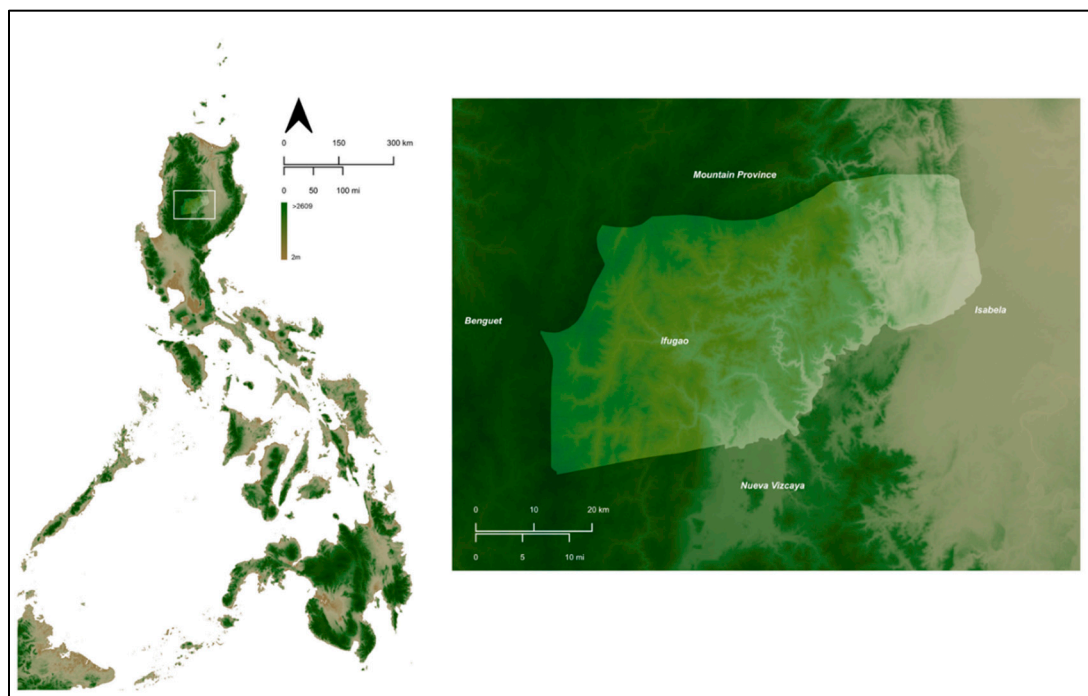 0 150 300 km
0 50 100 mi
>2609
2m
Mountain Province
Benguet
Isabela
Ifugao
Nueva Vizcaya
0 10 20 km
0 5 10 mi